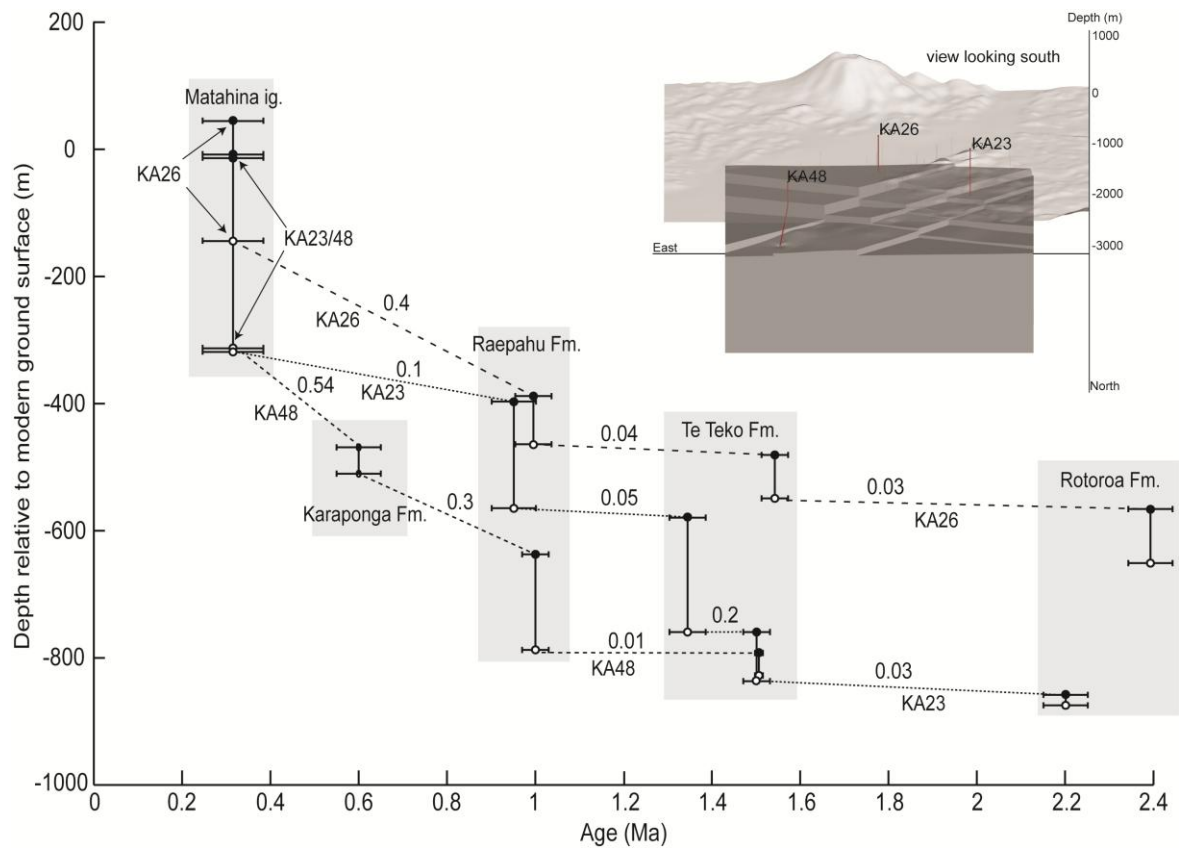 200
0
-200
-400
-600
-800
-1000
Depth relative to modern ground surface (m)
0
0.2
0.4
0.6
0.8
1
1.2
1.4
1.6
1.8
2.0
2.2
2.4
Age (Ma)
Matahina ig.
KA26
KA23/48
0.4
KA26
0.1
KA23
0.54
KA48
Karaponga Fm.
0.3
Raepahu Fm.
0.04
0.05
0.01
KA48
Te Teko Fm.
0.2
0.03
KA26
0.03
KA23
Rotoroa Fm.
Depth (m)
1000
0
-1000
-2000
-3000
view looking south
KA26
KA23
KA48
East
North